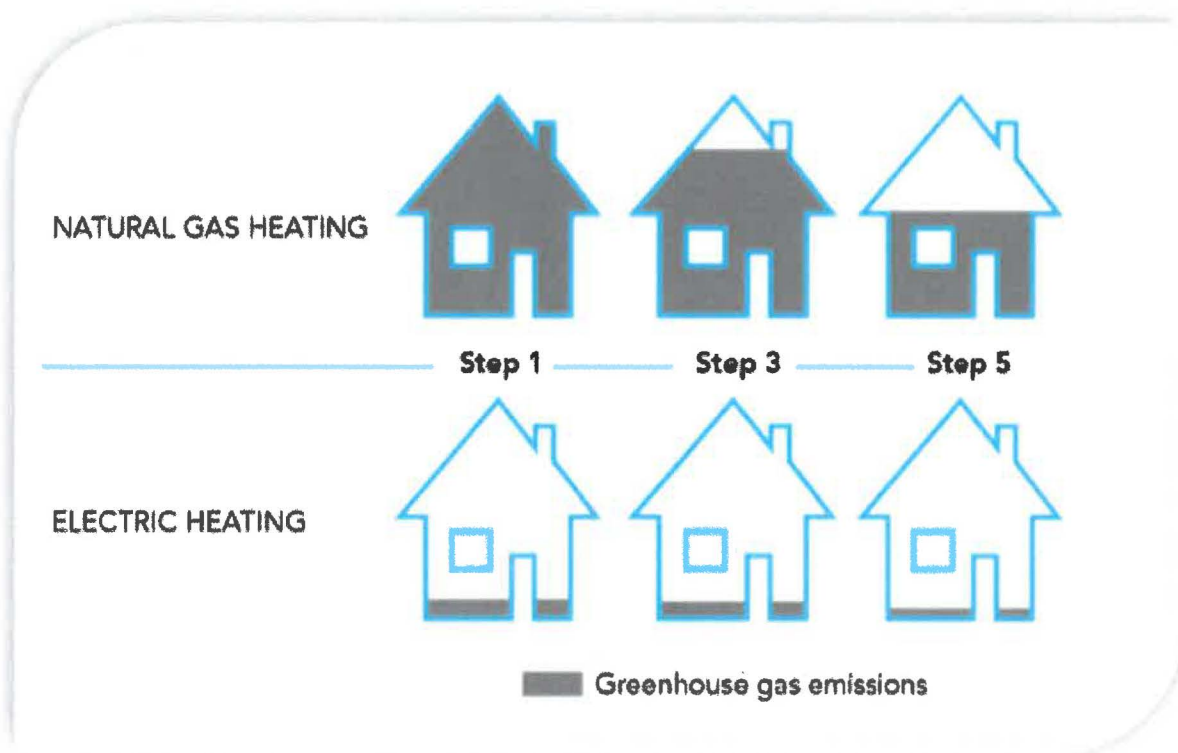 NATURAL GAS HEATING
Step 1 Step 3 Step 5
ELECTRIC HEATING
Greenhouse gas emissions